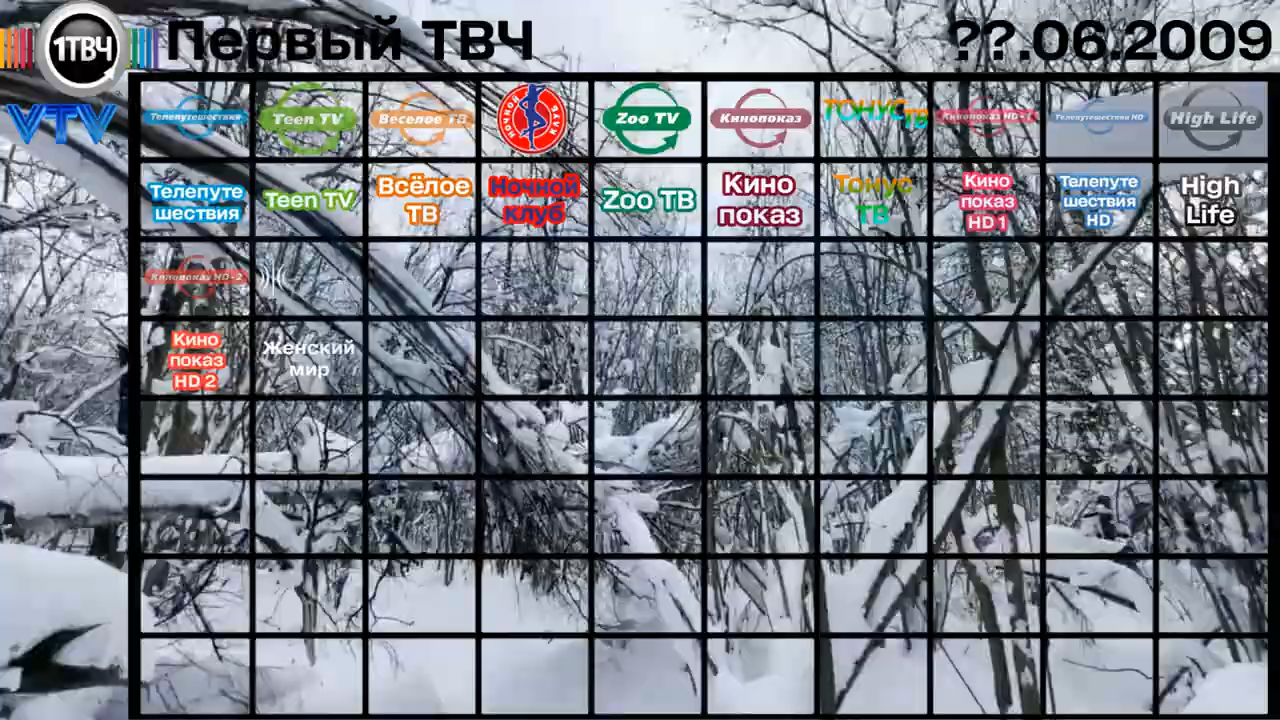 1ТВЧ Первый ТВЧ ??.06.2009
VTV
Телепутешествия Teen TV Веселое ТВ НОЧНОЙ КЛУБ Zoo TV Кинопоказ ТОНУС ТВ Кинопоказ HD-1 Телепутешествия HD High Life
Телепуте
шествия
Teen TV
Всёлое
ТВ
Ночной
клуб
Zoo ТВ
Кино
показ
Тонус
ТВ
Кино
показ
HD 1
Телепуте
шествия
HD
High
Life
Кинопоказ HD-2
Кино
показ
HD 2
Женский
мир